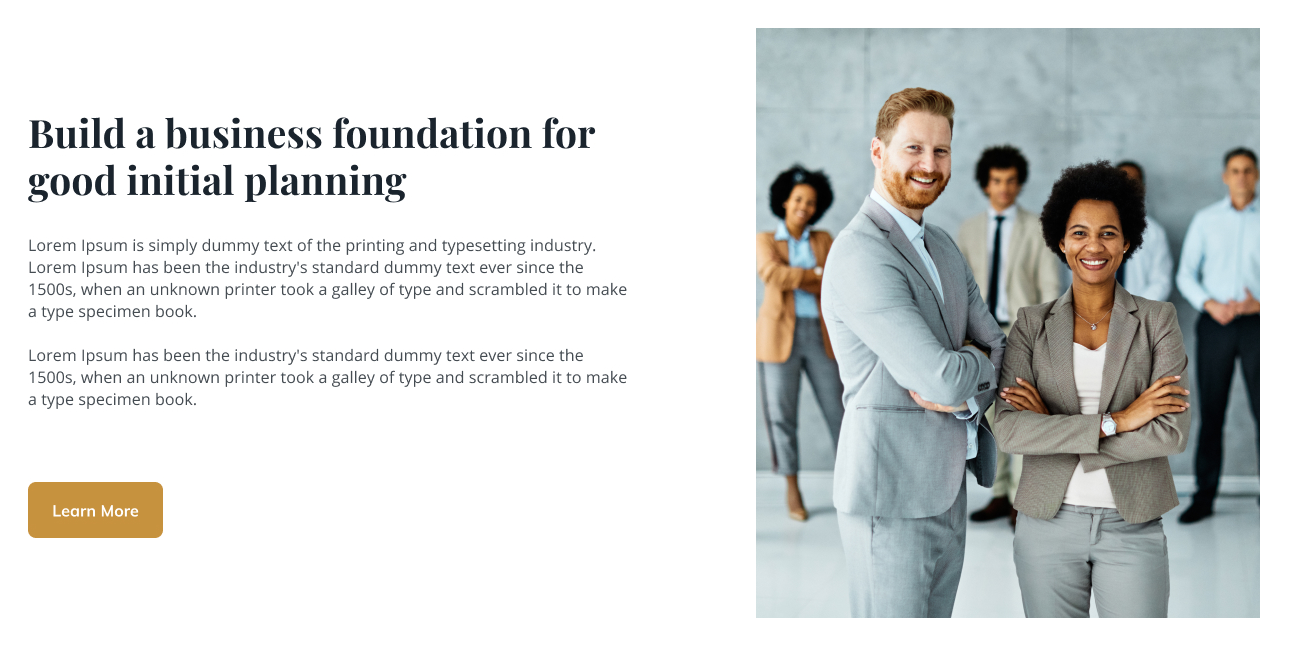 Build a business foundation for
good initial planning
Lorem Ipsum is simply dummy text of the printing and typesetting industry.
Lorem Ipsum has been the industry's standard dummy text ever since the
1500s, when an unknown printer took a galley of type and scrambled it to make
a type specimen book.
Lorem Ipsum has been the industry's standard dummy text ever since the
1500s, when an unknown printer took a galley of type and scrambled it to make
a type specimen book.
Learn More